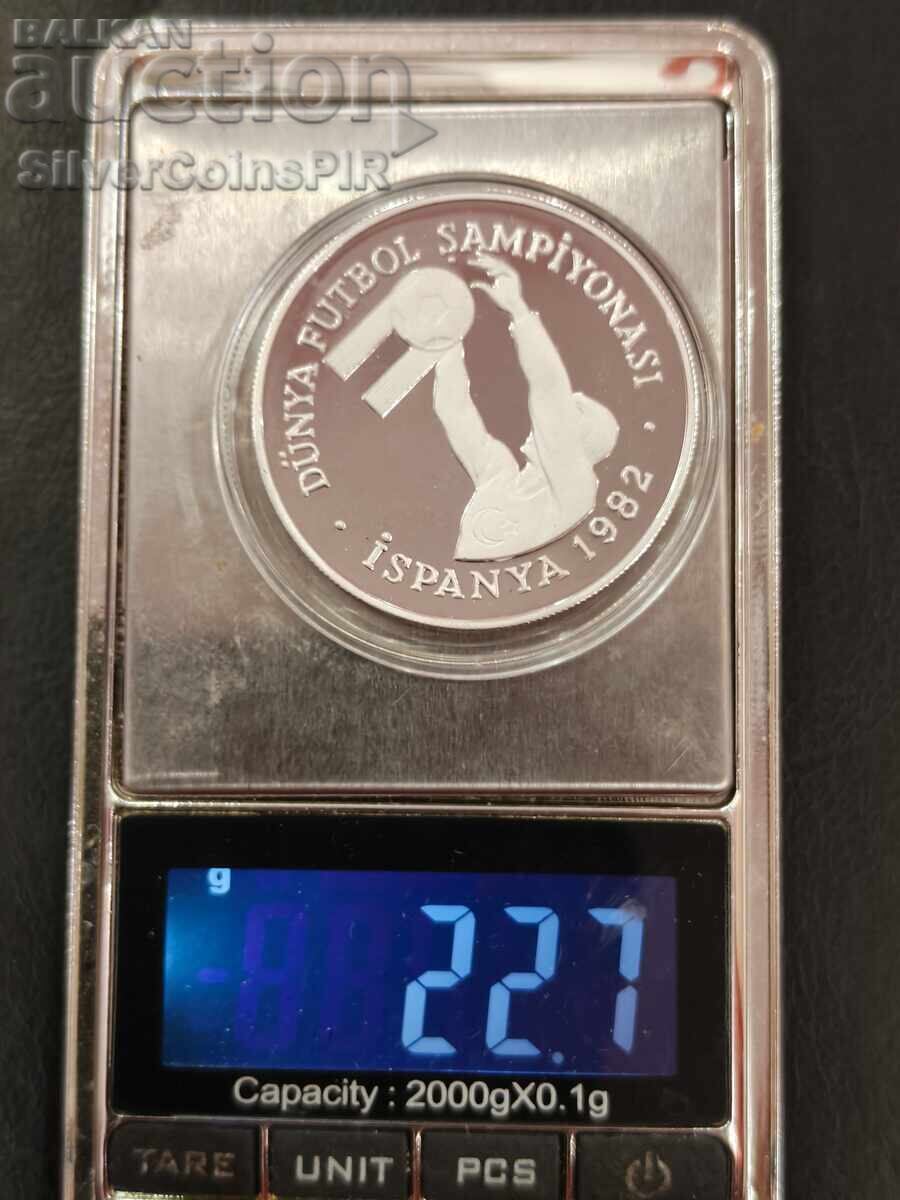 BALKAN
auction
SilverCoinsPIR
DÜNYA FUTBOL ŞAMPİYONASI
• İSPANYA 1982 •
g
22.7
Capacity : 2000gX0.1g
TARE
UNIT
PCS